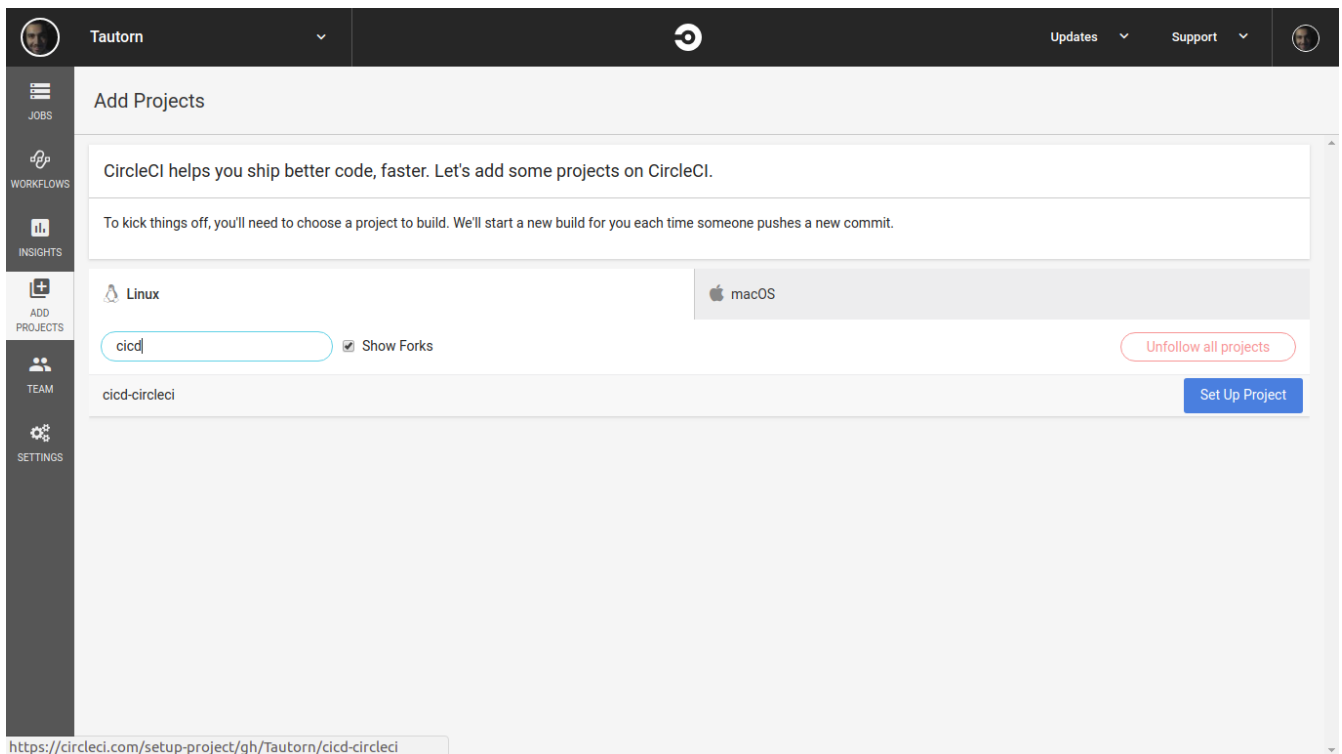 Tautorn
Updates
Support
JOBS
WORKFLOWS
INSIGHTS
ADD
PROJECTS
TEAM
SETTINGS
Add Projects
CircleCI helps you ship better code, faster. Let's add some projects on CircleCI.
To kick things off, you'll need to choose a project to build. We'll start a new build for you each time someone pushes a new commit.
Linux
macOS
cicd
Show Forks
Unfollow all projects
cicd-circleci
Set Up Project
https://circleci.com/setup-project/gh/Tautorn/cicd-circleci